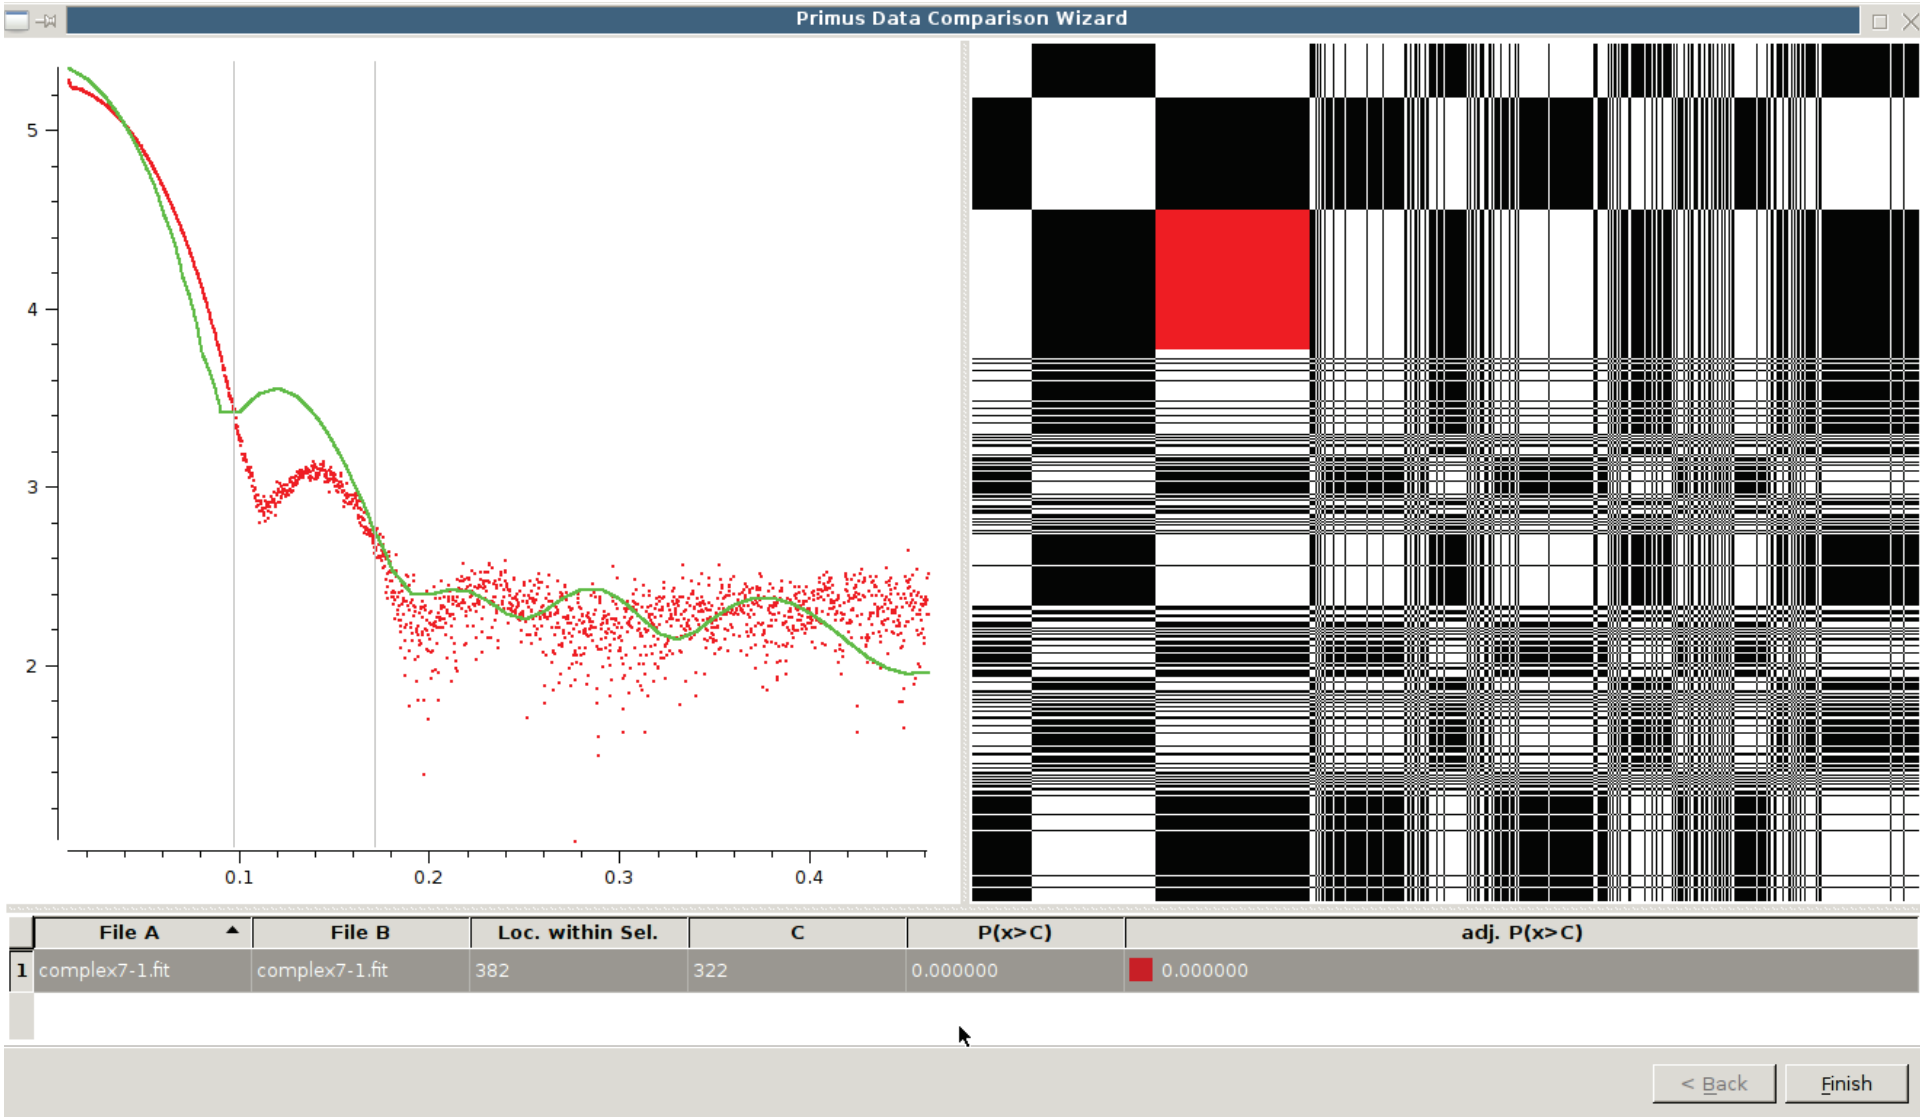 Primus Data Comparison Wizard
5
4
3
2
0.1 0.2 0.3 0.4
File A File B Loc. within Sel. C P(x>C) adj. P(x>C)
1 complex7-1.fit complex7-1.fit 382 322 0.000000 0.000000
< Back Finish